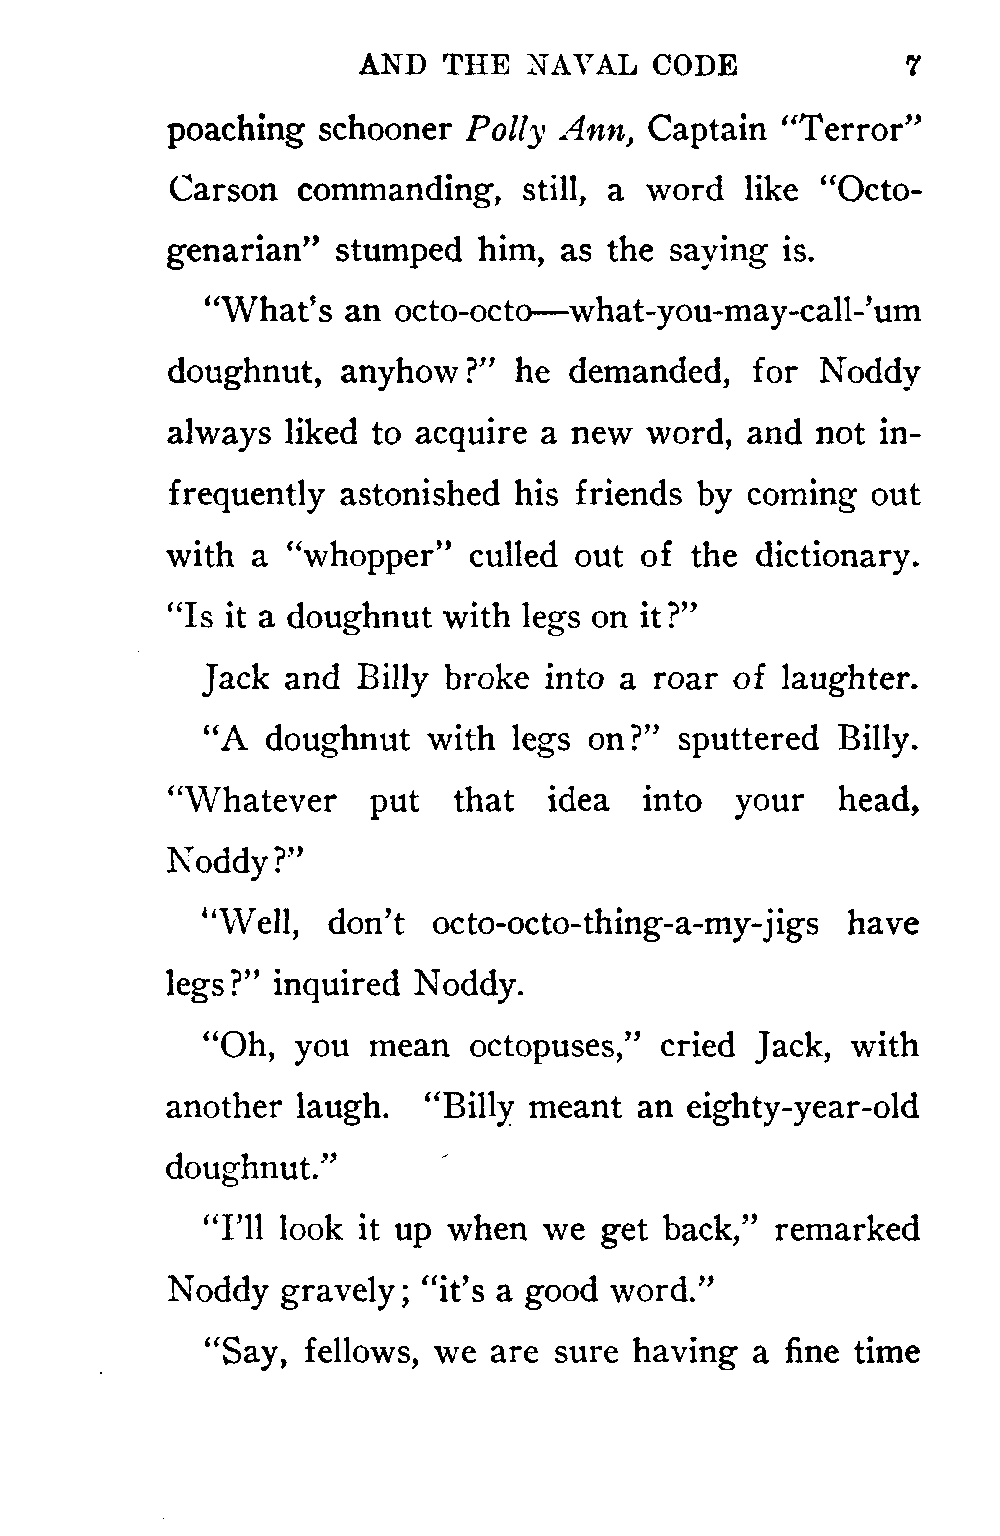 AND THE NAVAL CODE 7
poaching schooner Polly Ann, Captain “Terror”
Carson commanding, still, a word like “Octo-
genarian” stumped him, as the saying is.
“What's an octo-octo—what-you-may-call-'um
doughnut, anyhow?” he demanded, for Noddy
always liked to acquire a new word, and not in-
frequently astonished his friends by coming out
with a “whopper” culled out of the dictionary.
“Is it a doughnut with legs on it?”
Jack and Billy broke into a roar of laughter.
“A doughnut with legs on?” sputtered Billy.
“Whatever put that idea into your head,
Noddy?”
“Well, don't octo-octo-thing-a-my-jigs have
legs?” inquired Noddy.
“Oh, you mean octopuses,” cried Jack, with
another laugh. “Billy meant an eighty-year-old
doughnut.”
“I'll look it up when we get back,” remarked
Noddy gravely; “it's a good word.”
“Say, fellows, we are sure having a fine time